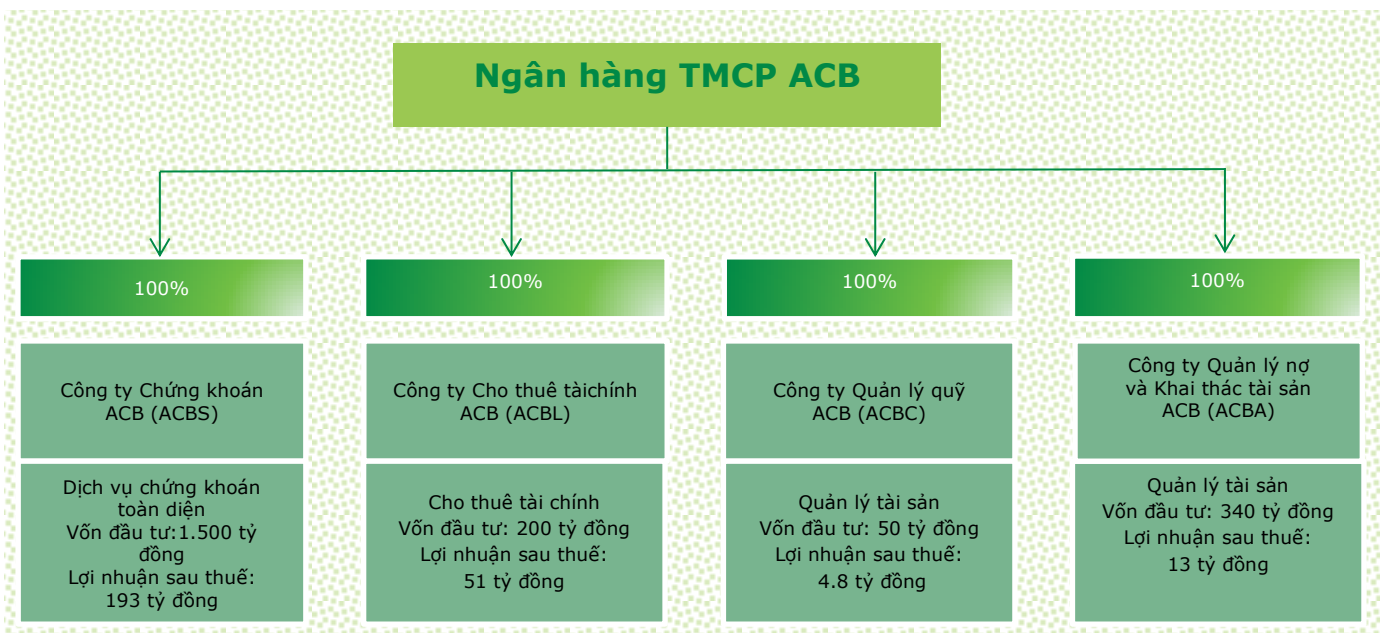 Ngân hàng TMCP ACB
100%
100%
100%
100%
Công ty Chứng khoán
ACB (ACBS)
Công ty Cho thuê tàichính
ACB (ACBL)
Công ty Quản lý quỹ
ACB (ACBC)
Công ty Quản lý nợ
và Khai thác tài sản
ACB (ACBA)
Dịch vụ chứng khoán
toàn diện
Vốn đầu tư:1.500 tỷ
đồng
Lợi nhuận sau thuế:
193 tỷ đồng
Cho thuê tài chính
Vốn đầu tư: 200 tỷ đồng
Lợi nhuận sau thuế:
51 tỷ đồng
Quản lý tài sản
Vốn đầu tư: 50 tỷ đồng
Lợi nhuận sau thuế:
4.8 tỷ đồng
Quản lý tài sản
Vốn đầu tư: 340 tỷ đồng
Lợi nhuận sau thuế:
13 tỷ đồng